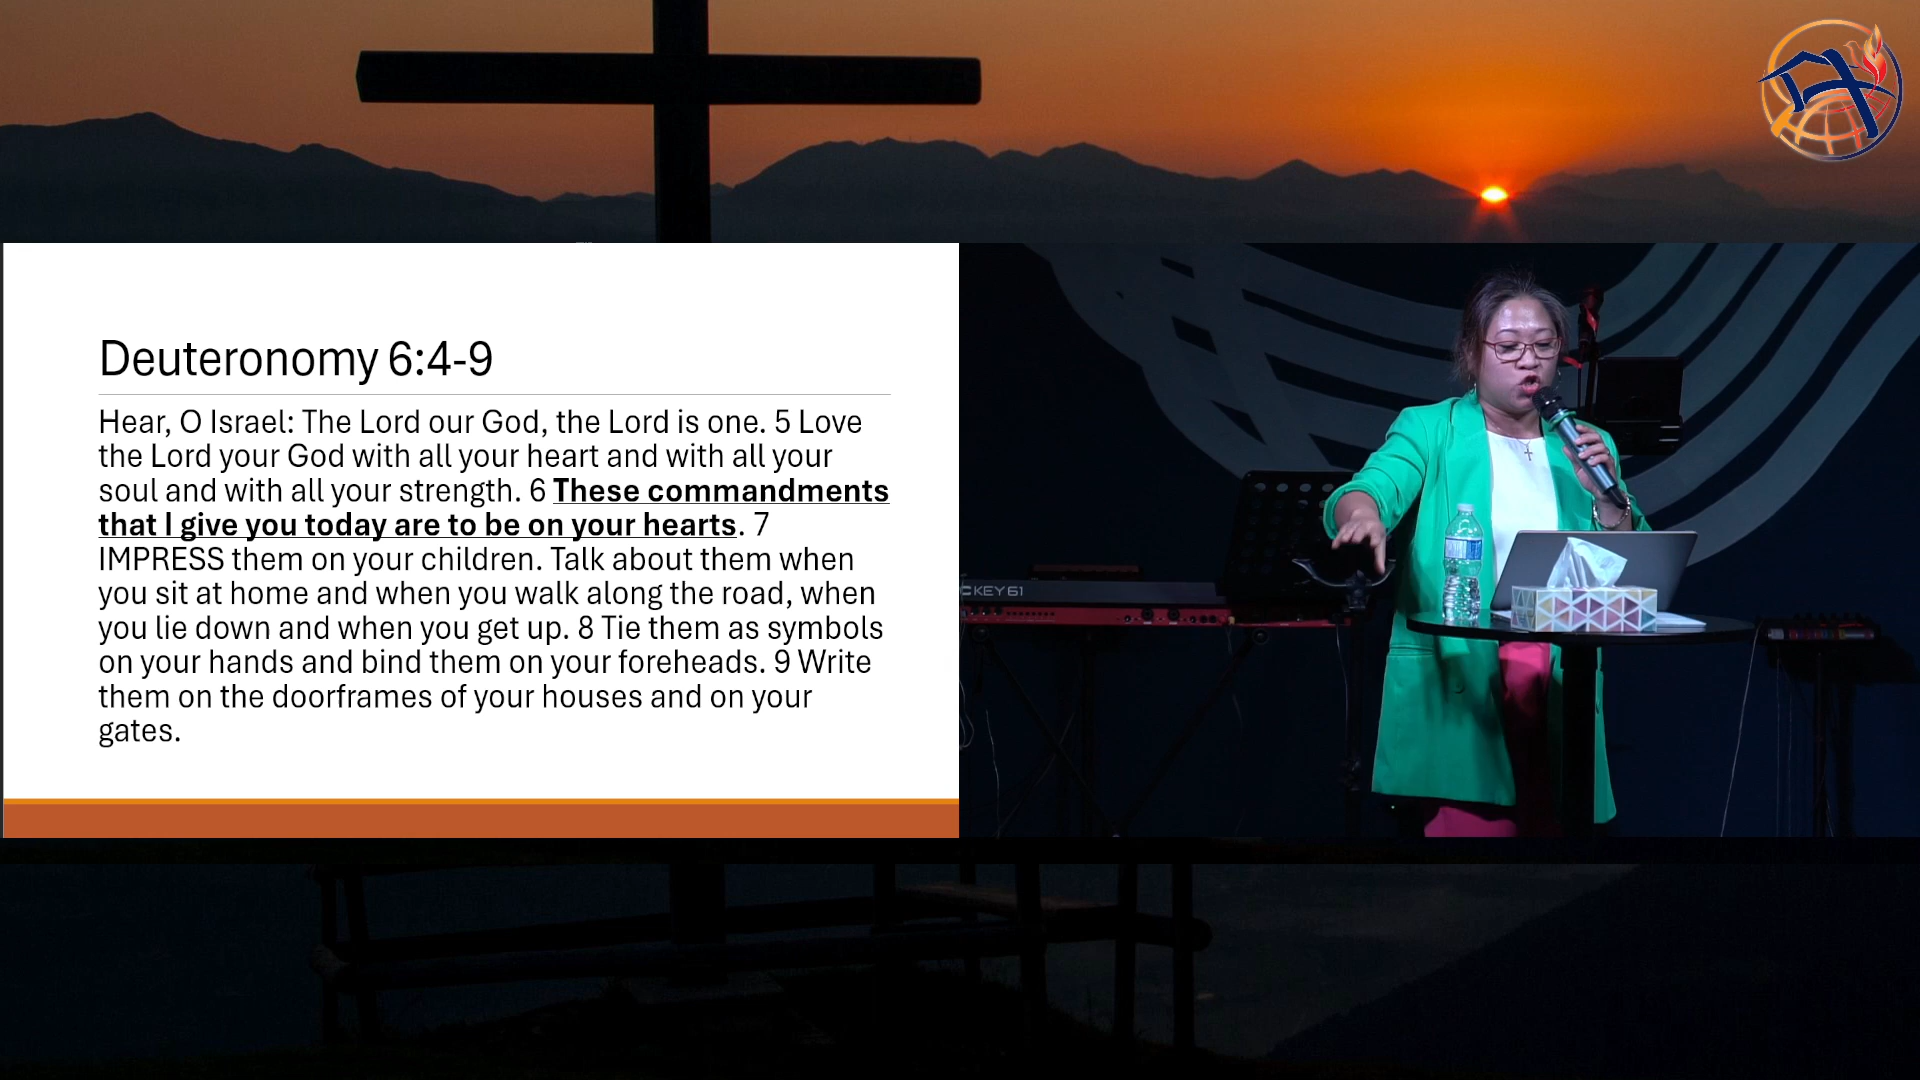 Deuteronomy 6:4-9
Hear, O Israel: The Lord our God, the Lord is one. 5 Love
the Lord your God with all your heart and with all your
soul and with all your strength. 6 These commandments
that I give you today are to be on your hearts. 7
IMPRESS them on your children. Talk about them when
you sit at home and when you walk along the road, when
you lie down and when you get up. 8 Tie them as symbols
on your hands and bind them on your foreheads. 9 Write
them on the doorframes of your houses and on your
gates.
KEY 61